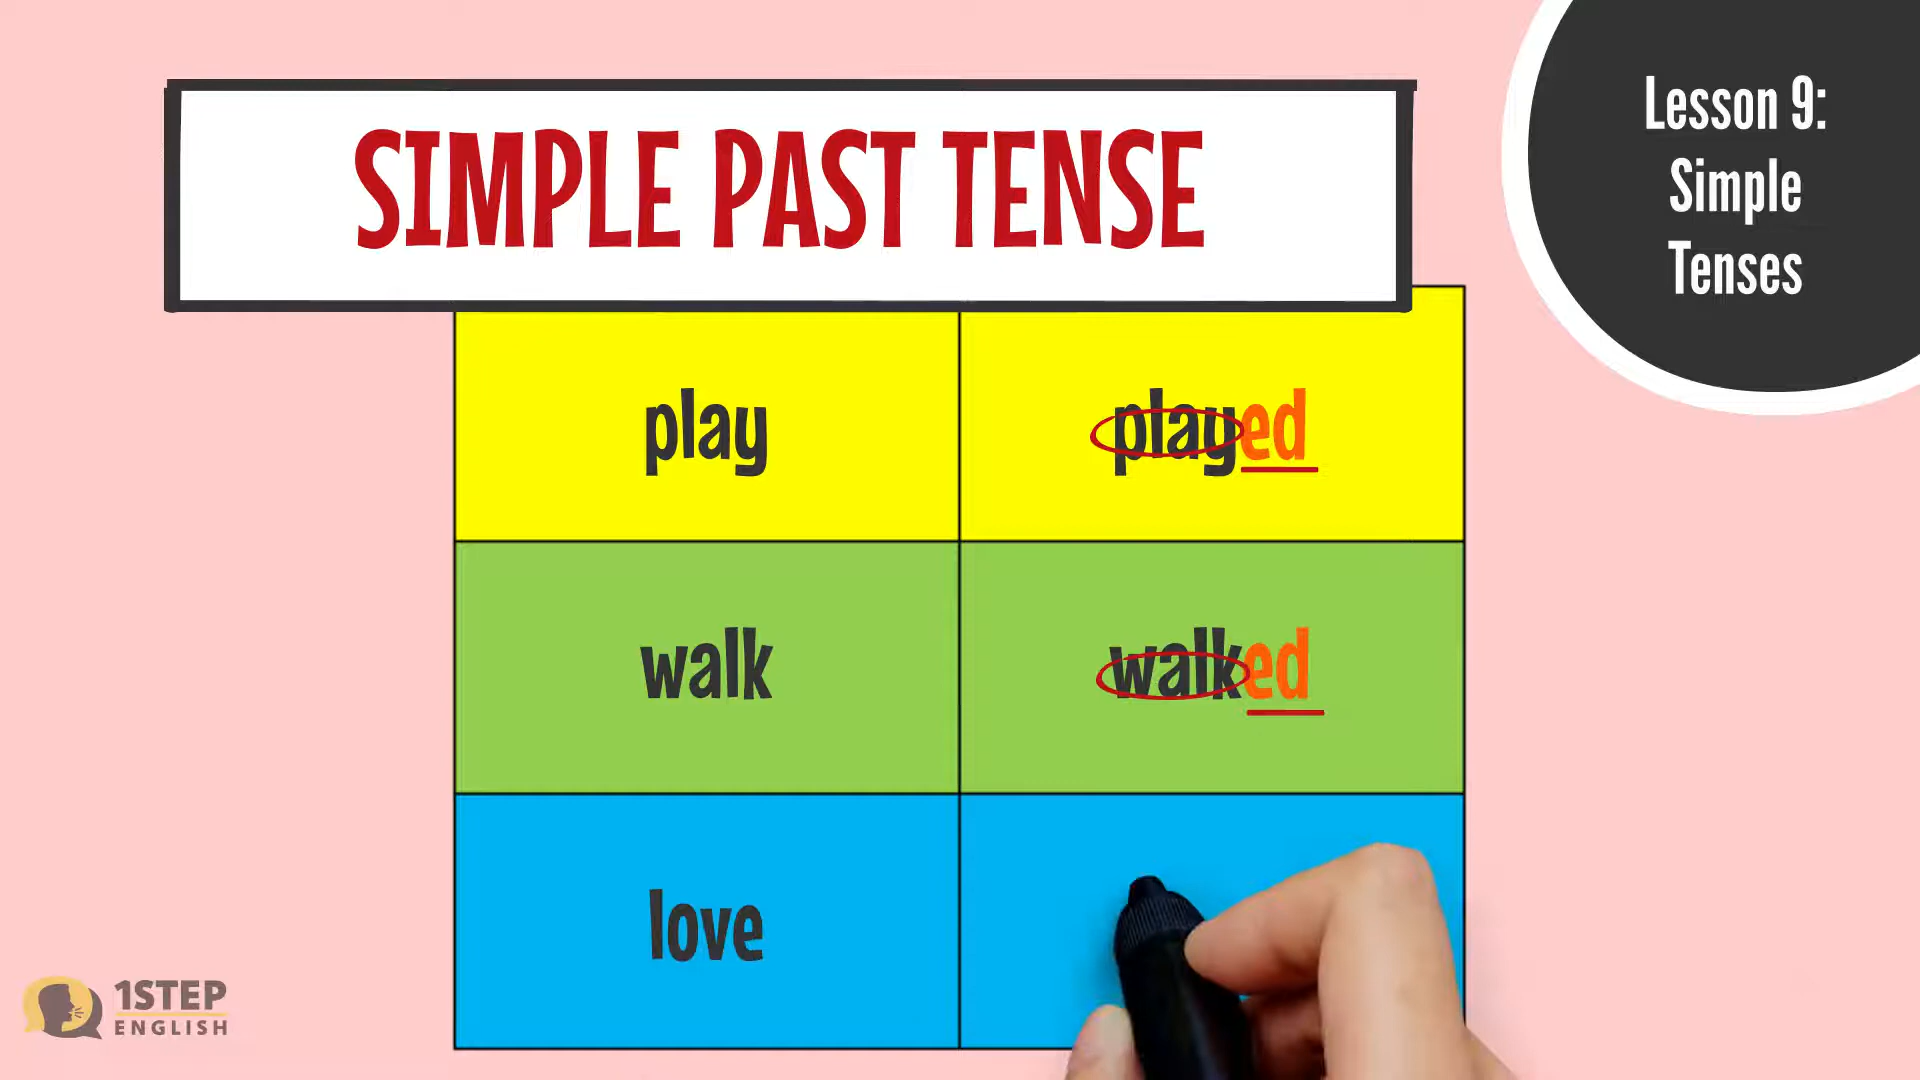 SIMPLE PAST TENSE
Lesson 9:
Simple
Tenses
play
played
walk
walked
love
1STEP
ENGLISH